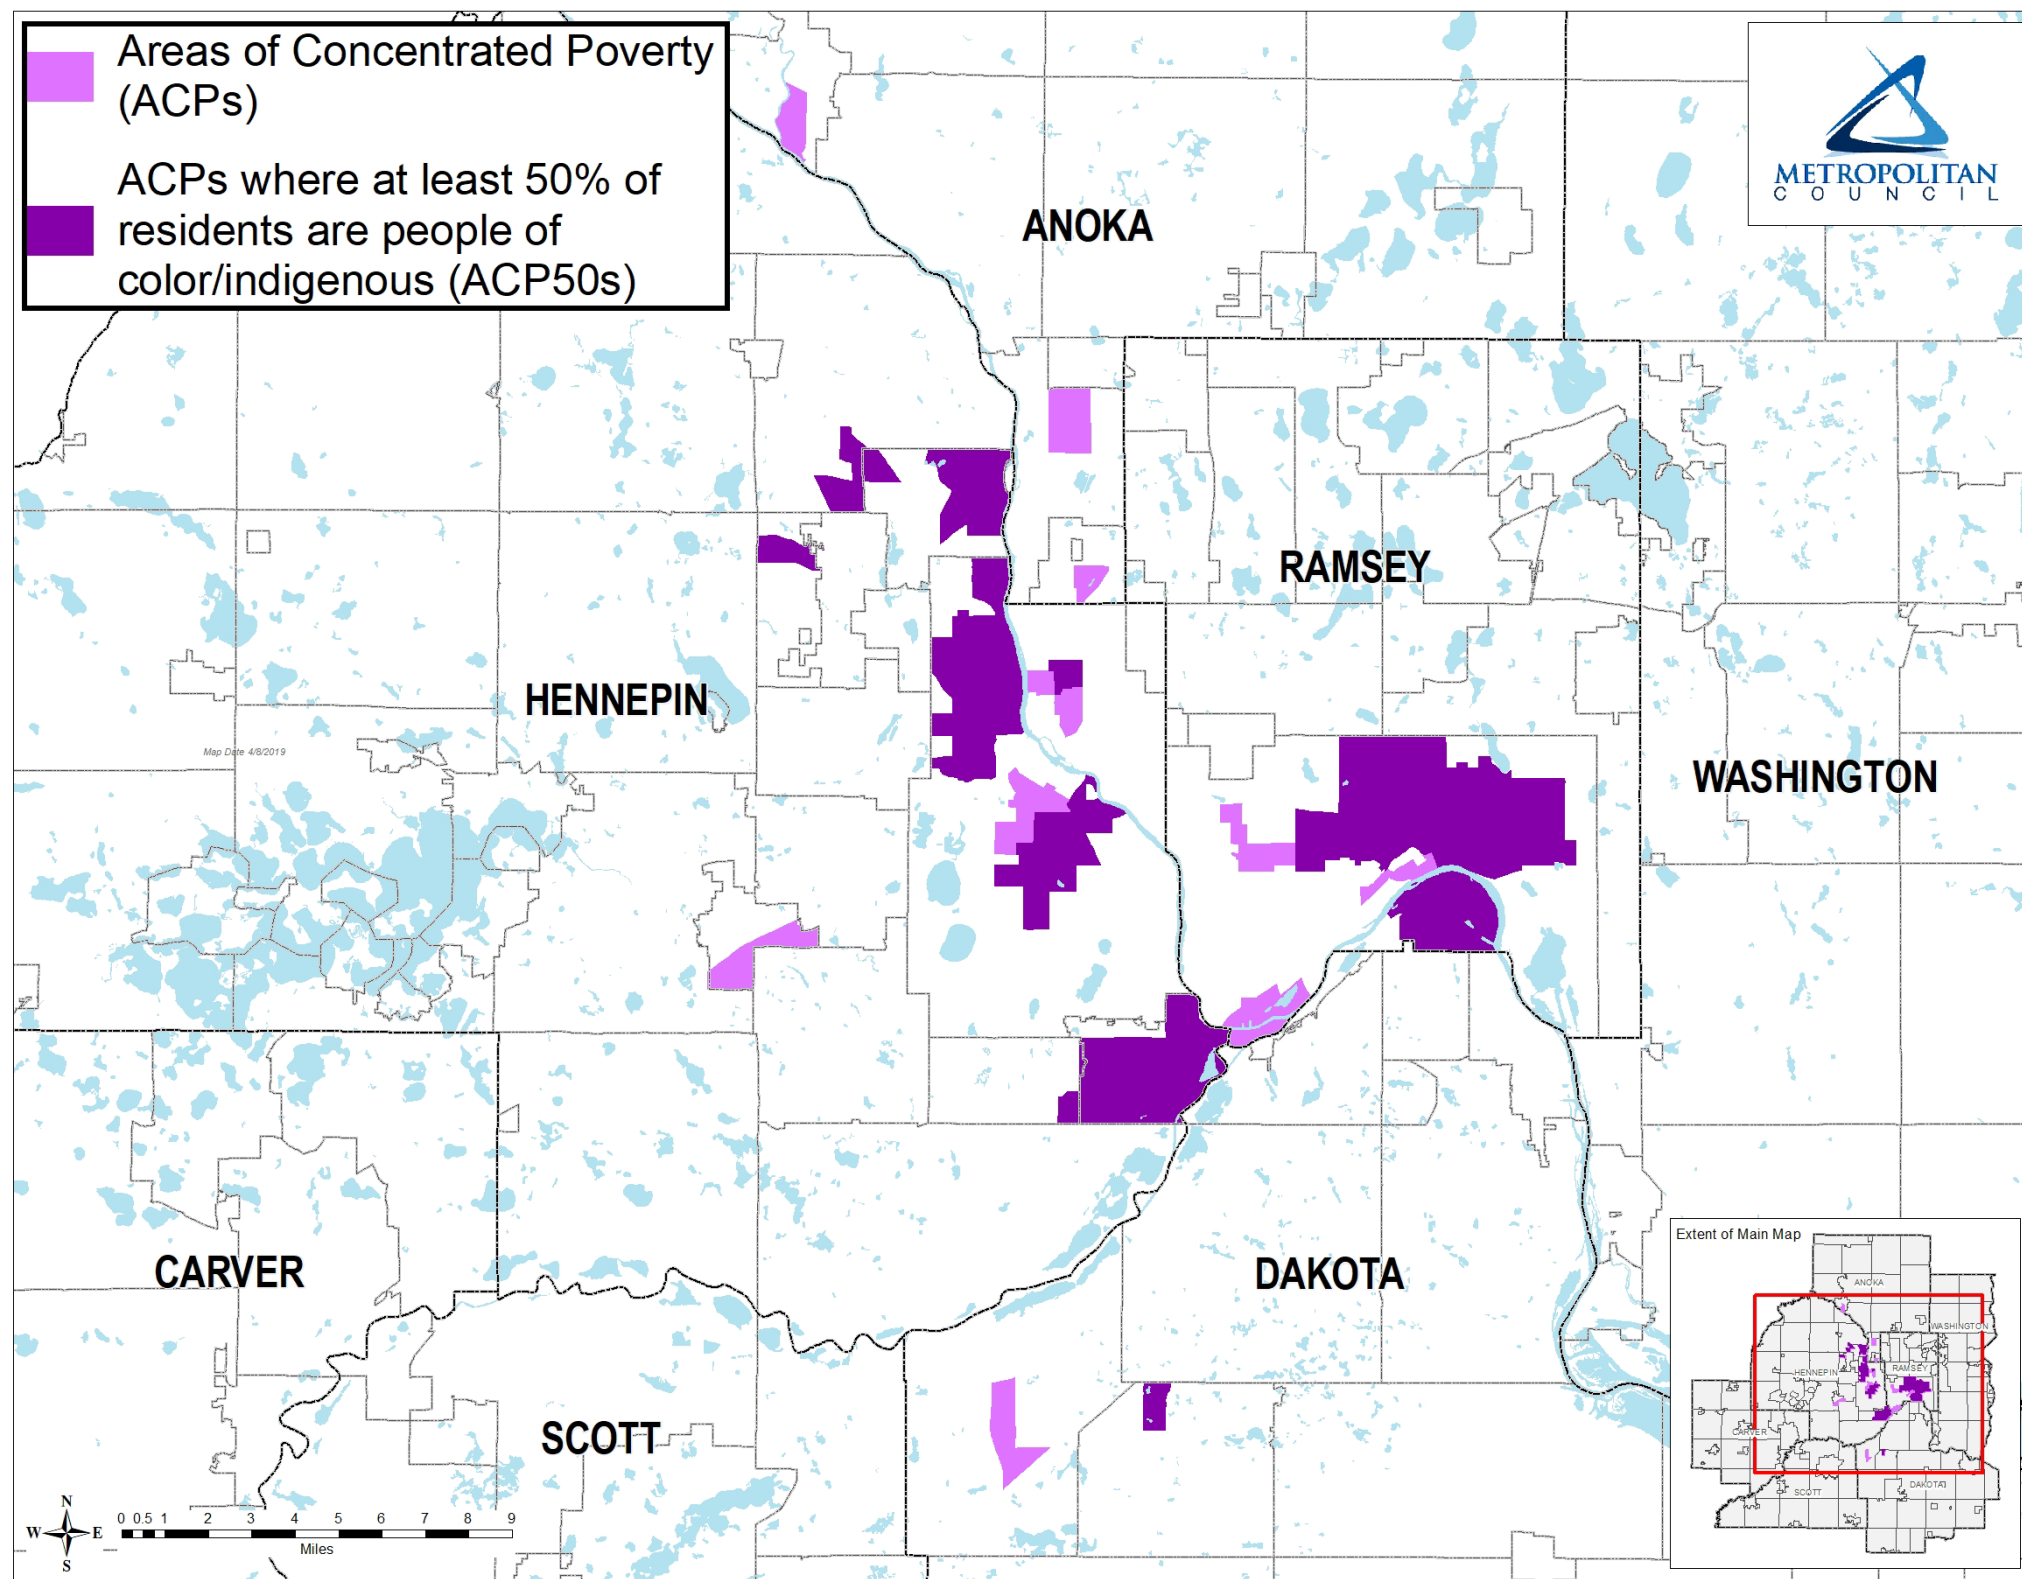 Areas of Concentrated Poverty
(ACPs)
ACPs where at least 50% of
residents are people of
color/indigenous (ACP50s)
METROPOLITAN
COUNCIL
ANOKA
RAMSEY
HENNEPIN
Map Date 4/8/2019
WASHINGTON
CARVER
DAKOTA
SCOTT
N
W E
S
0 0.5 1 2 3 4 5 6 7 8 9
Miles
Extent of Main Map
ANOKA
WASHINGTON
HENNEPIN
RAMSEY
CARVER
SCOTT
DAKOTA